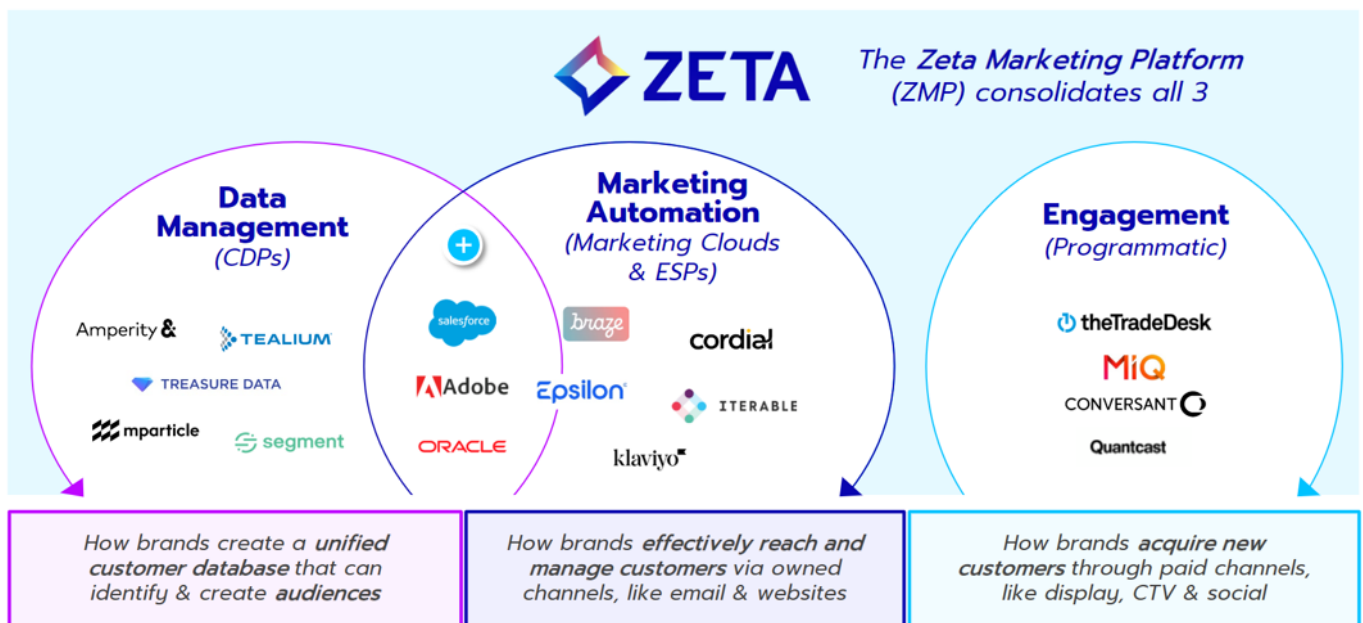 ZETA
The Zeta Marketing Platform
(ZMP) consolidates all 3
Data
Management
(CDPs)
Amperity &
TEALIUM
TREASURE DATA
mparticle
segment
+
salesforce
Adobe
ORACLE
Marketing
Automation
(Marketing Clouds
& ESPs)
braze
cordial
Epsilon
ITERABLE
klaviyo
Engagement
(Programmatic)
theTradeDesk
MiQ
CONVERSANT
Quantcast
How brands create a unified
customer database that can
identify & create audiences
How brands effectively reach and
manage customers via owned
channels, like email & websites
How brands acquire new
customers through paid channels,
like display, CTV & social